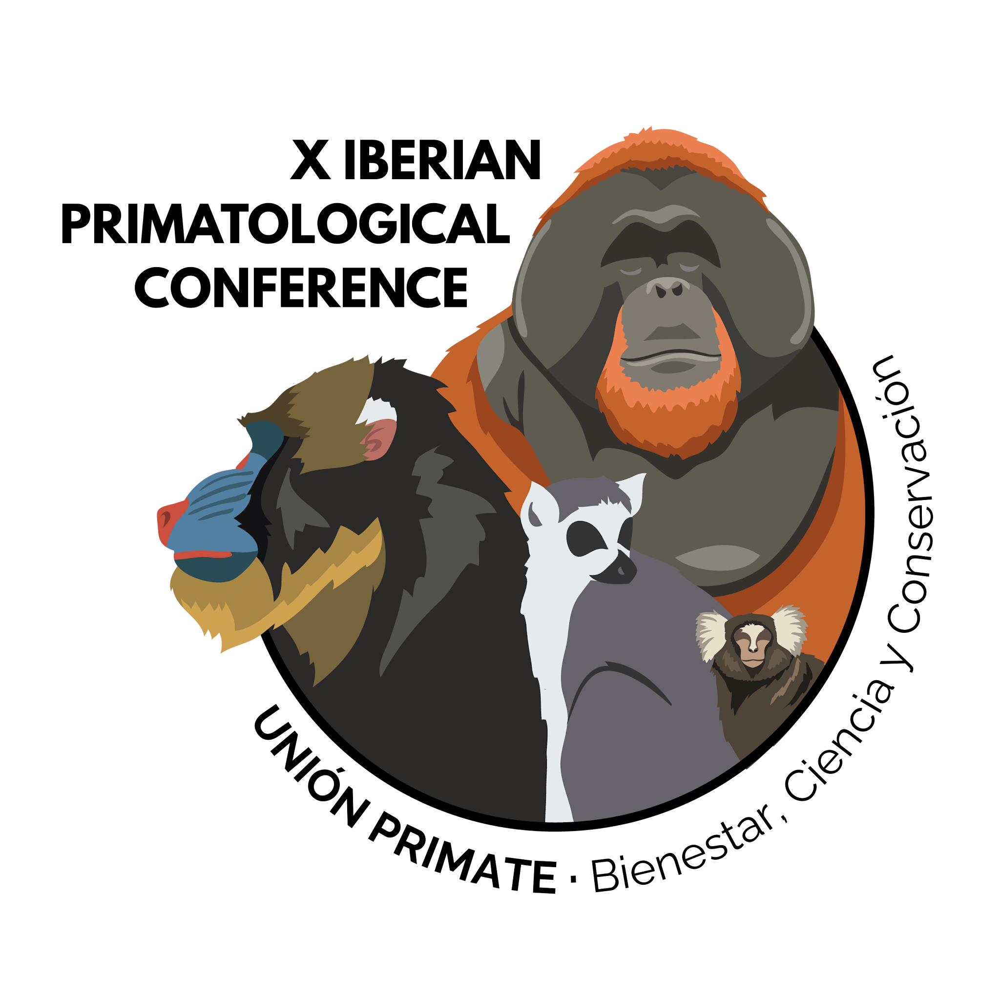 X IBERIAN
PRIMATOLOGICAL
CONFERENCE
UNIÓN PRIMATE · Bienestar, Ciencia y Conservación